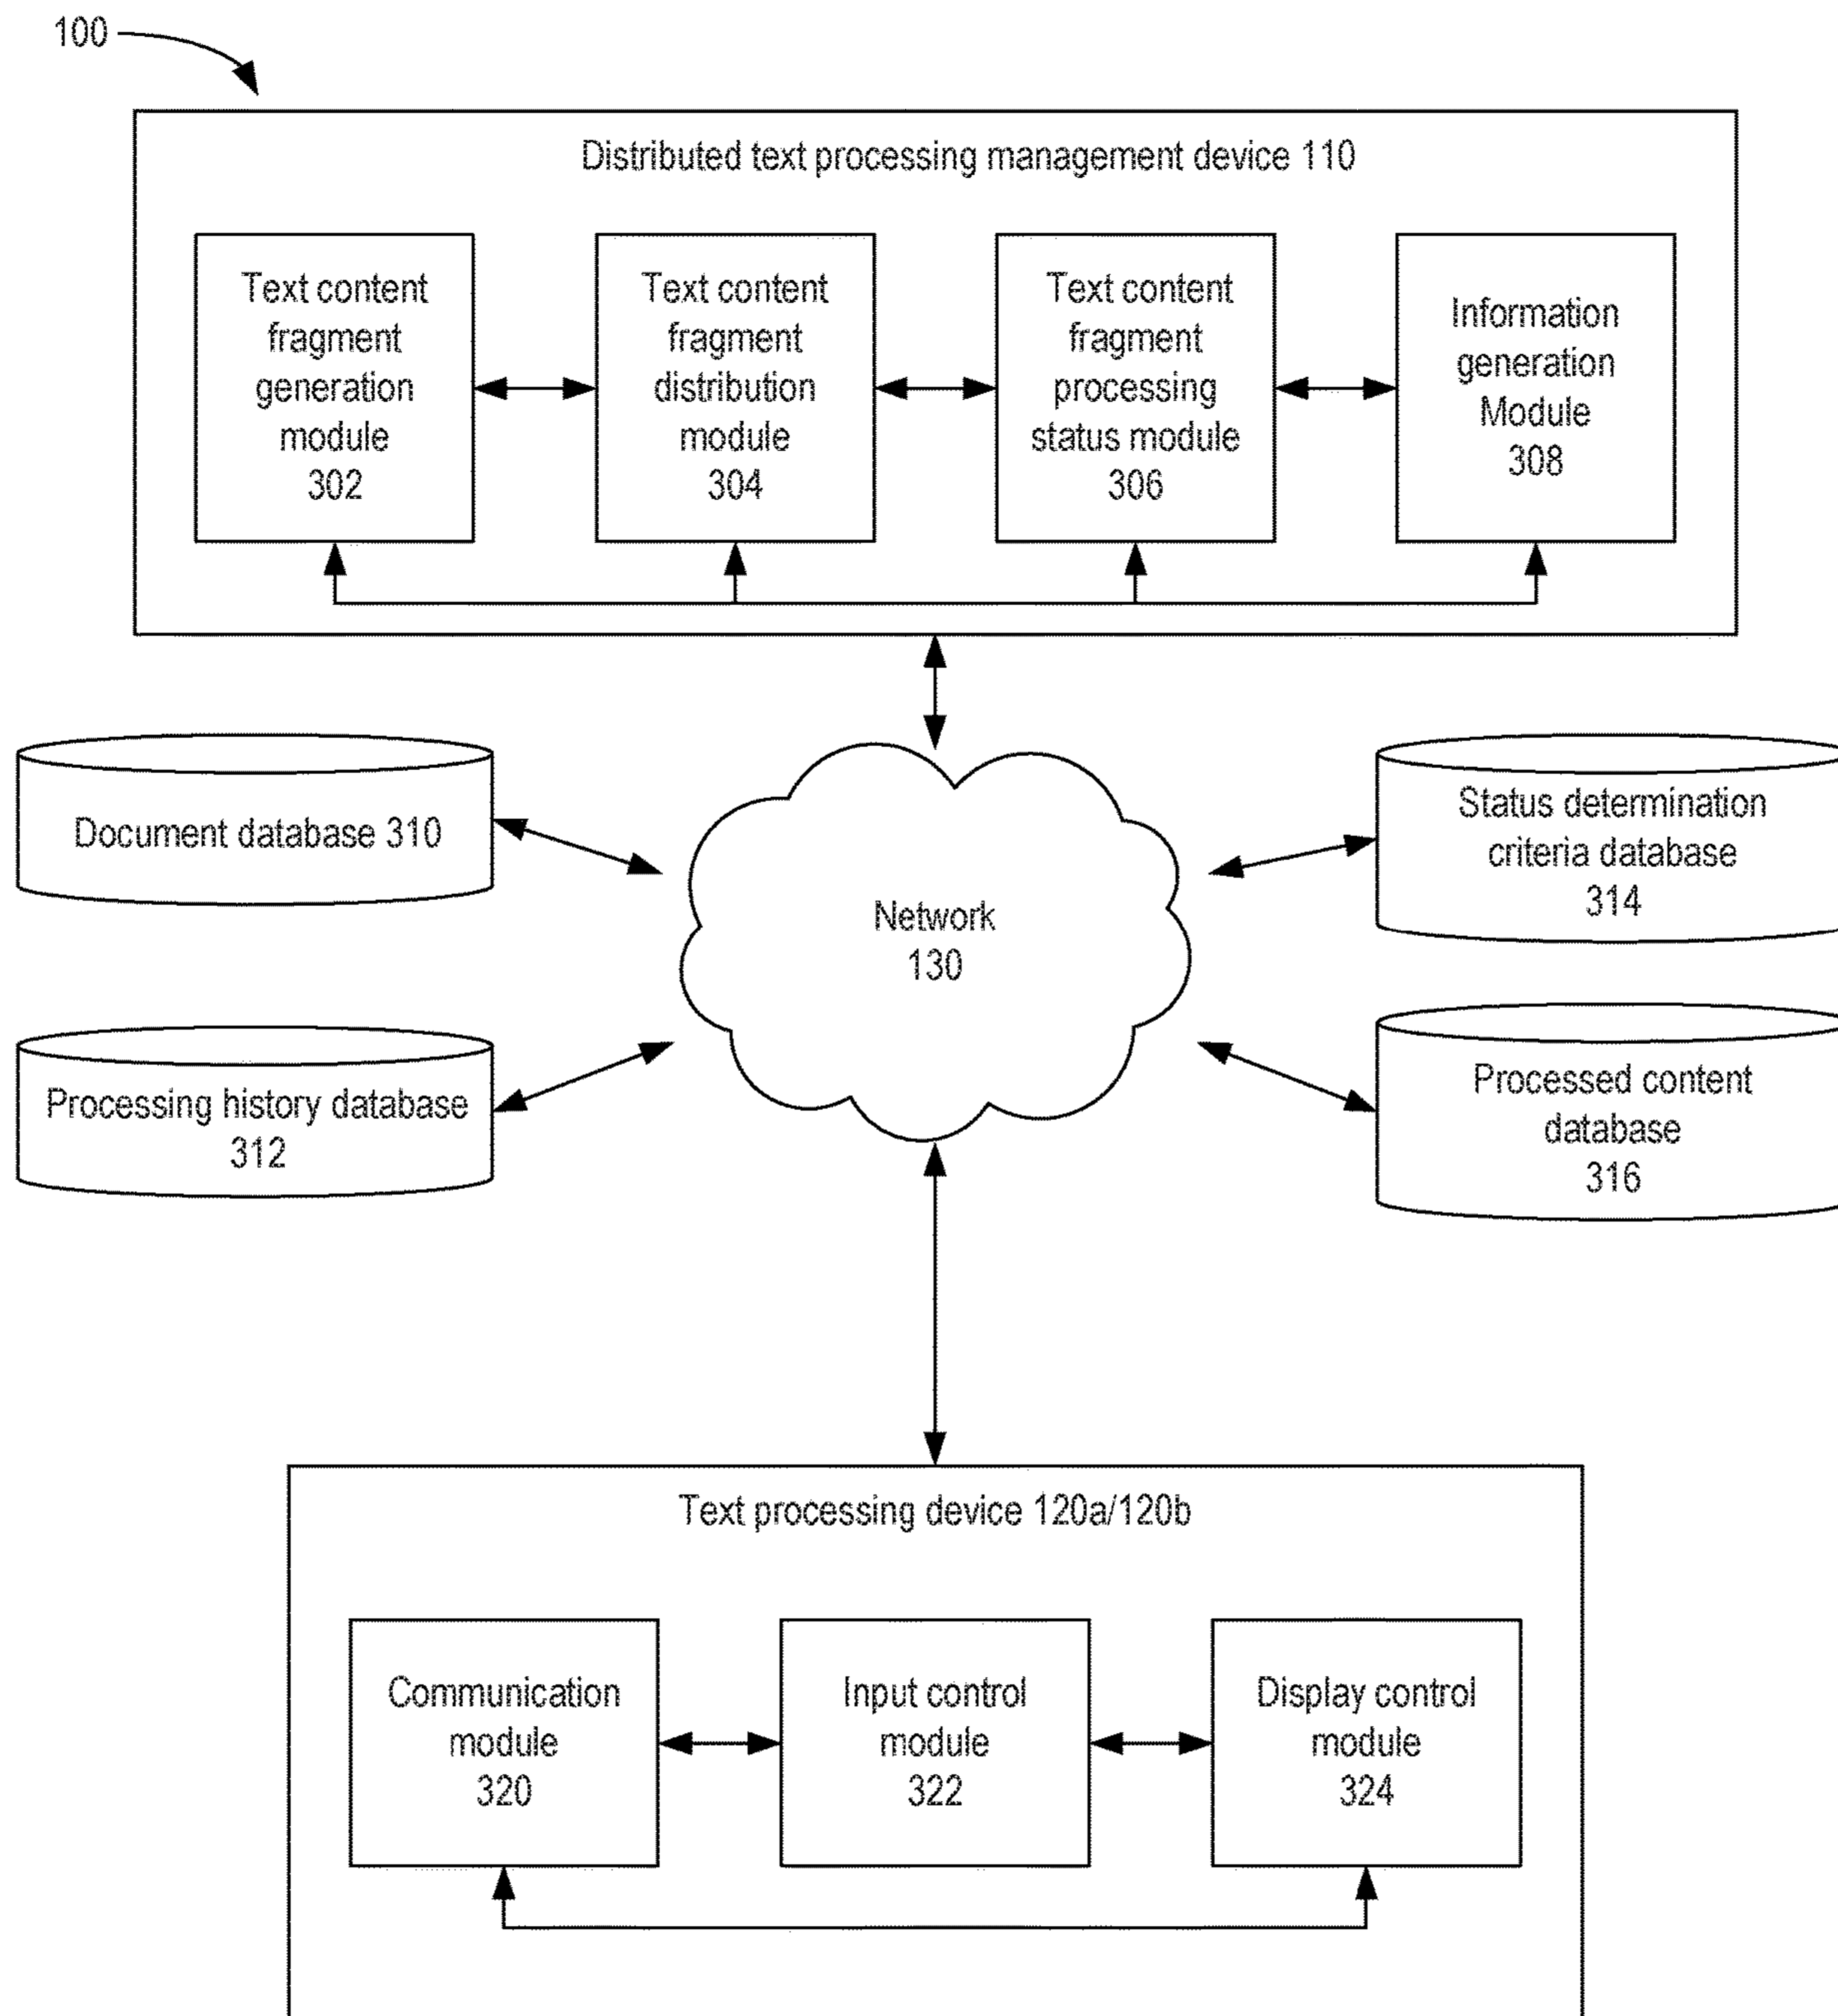 100
Distributed text processing management device 110
Text content
fragment
generation
module
302
Text content
fragment
distribution
module
304
Text content
fragment
processing
status module
306
Information
generation
Module
308
Document database 310
Status determination
criteria database
314
Network
130
Processing history database
312
Processed content
database
316
Text processing device 120a/120b
Communication
module
320
Input control
module
322
Display control
module
324